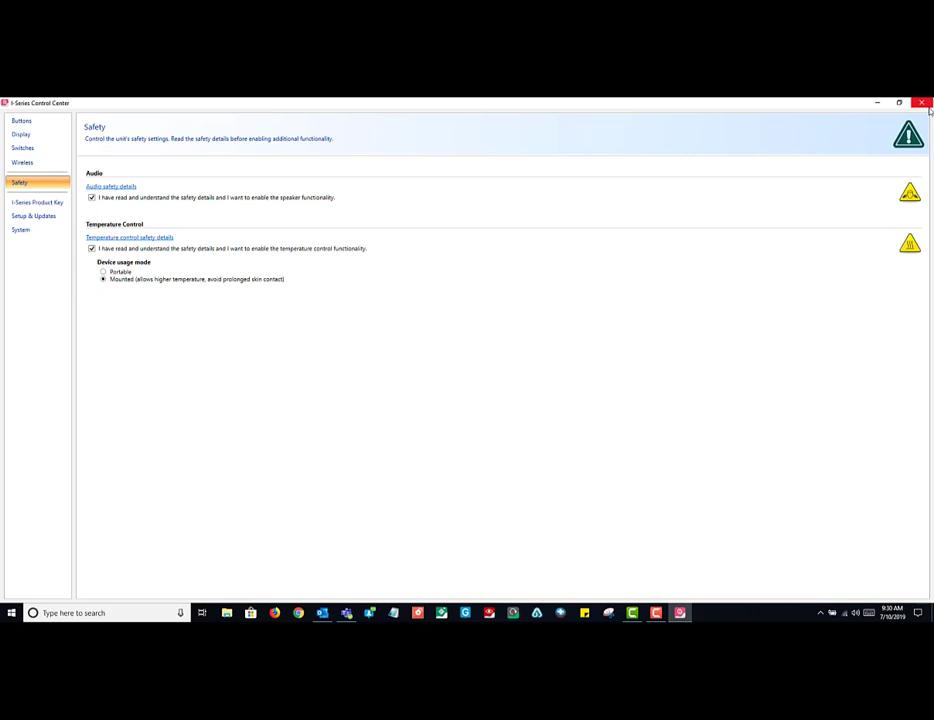 I-Series Control Center
Buttons
Display
Switches
Wireless
Safety
I-Series Product Key
Setup & Updates
System
Safety
Control the unit's safety settings. Read the safety details before enabling additional functionality.
Audio
Audio safety details
I have read and understand the safety details and I want to enable the speaker functionality.
Temperature Control
Temperature control safety details
I have read and understand the safety details and I want to enable the temperature control functionality.
Device usage mode
Portable
Mounted (allows higher temperature, avoid prolonged skin contact)
Type here to search
9:30 AM
7/10/2019